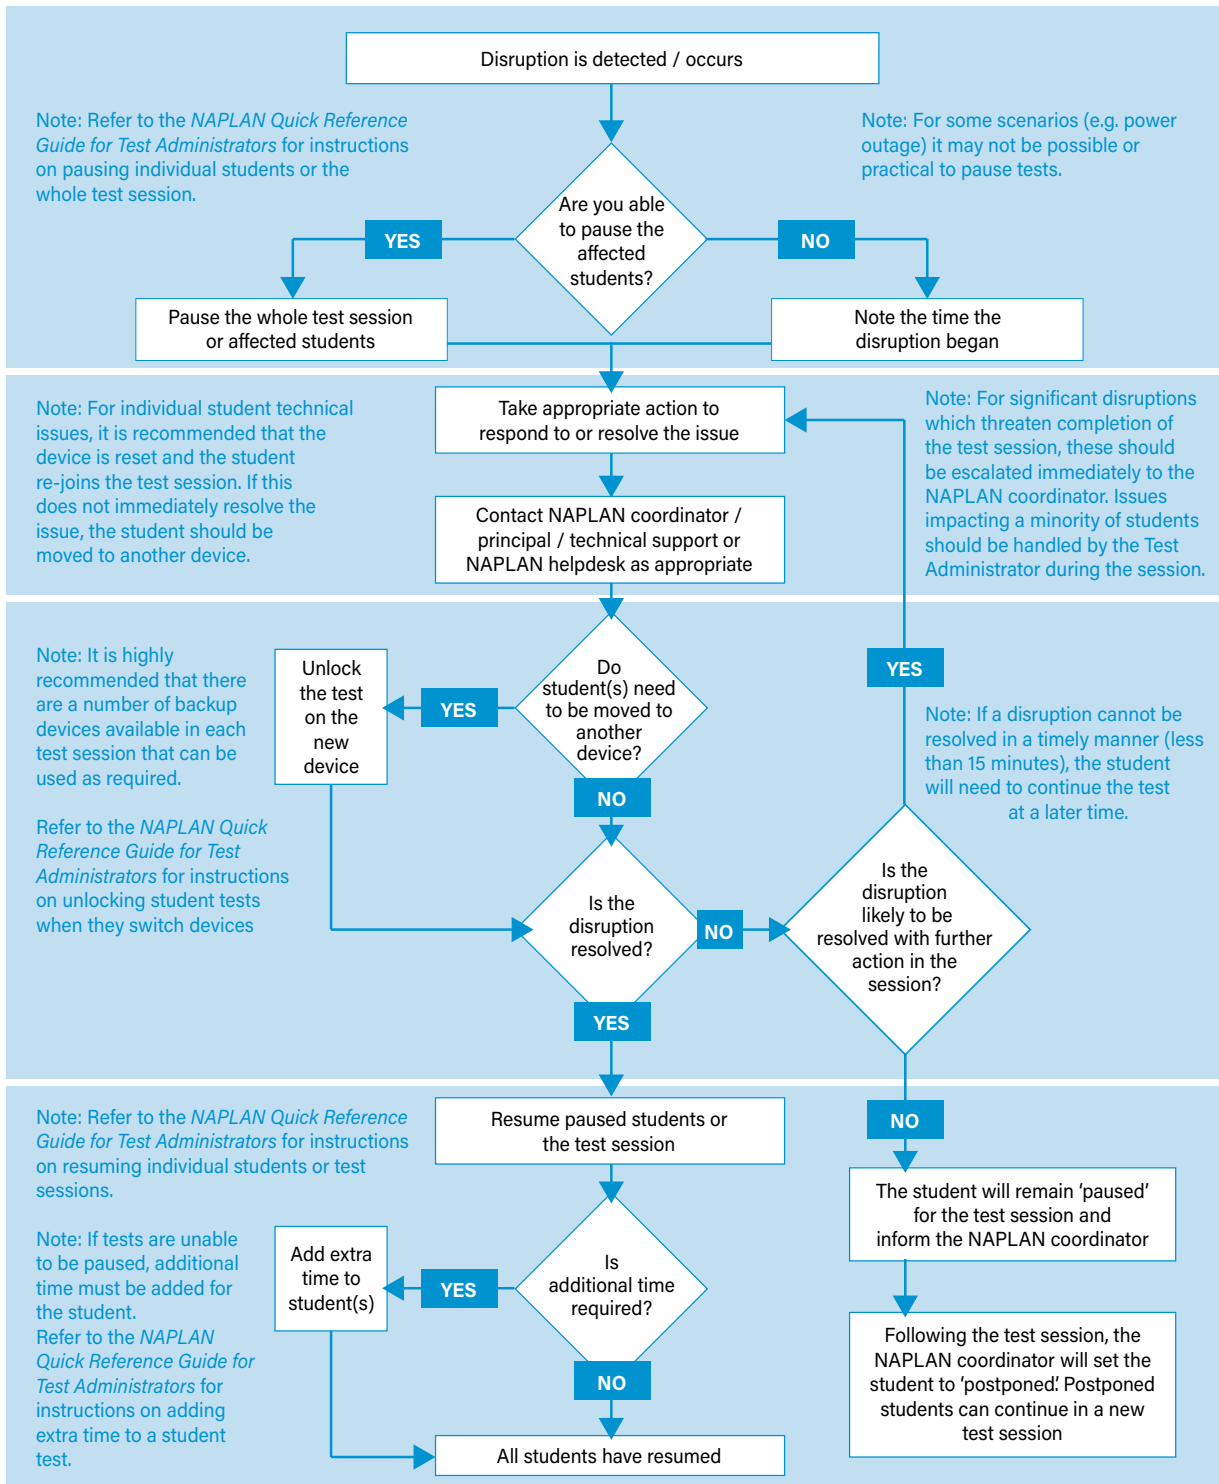 Disruption is detected / occurs
Note: Refer to the NAPLAN Quick Reference
Guide for Test Administrators for instructions
on pausing individual students or the
whole test session.
Note: For some scenarios (e.g. power
outage) it may not be possible or
practical to pause tests.
Are you able
to pause the
affected
students?
YES
NO
Pause the whole test session
or affected students
Note the time the
disruption began
Note: For individual student technical
issues, it is recommended that the
device is reset and the student
re-joins the test session. If this
does not immediately resolve the
issue, the student should be
moved to another device.
Take appropriate action to
respond to or resolve the issue
Contact NAPLAN coordinator /
principal / technical support or
NAPLAN helpdesk as appropriate
Note: For significant disruptions
which threaten completion of
the test session, these should
be escalated immediately to the
NAPLAN coordinator. Issues
impacting a minority of students
should be handled by the Test
Administrator during the session.
Note: It is highly
recommended that there
are a number of backup
devices available in each
test session that can be
used as required.
Refer to the NAPLAN Quick
Reference Guide for Test
Administrators for instructions
on unlocking student tests
when they switch devices
Unlock
the test
on the
new
device
YES
Do
student(s) need
to be moved to
another
device?
NO
YES
Note: If a disruption cannot be
resolved in a timely manner (less
than 15 minutes), the student
will need to continue the test
at a later time.
Is the
disruption
resolved?
NO
Is the
disruption
likely to be
resolved with further
action in the
session?
YES
Note: Refer to the NAPLAN Quick Reference
Guide for Test Administrators for instructions
on resuming individual students or test
sessions.
Resume paused students or
the test session
NO
The student will remain ‘paused’
for the test session and
inform the NAPLAN coordinator
Note: If tests are unable
to be paused, additional
time must be added for
the student.
Refer to the NAPLAN
Quick Reference Guide for
Test Administrators for
instructions on adding
extra time to a student
test.
Add extra
time to
student(s)
YES
Is
additional time
required?
NO
All students have resumed
Following the test session, the
NAPLAN coordinator will set the
student to ‘postponed’. Postponed
students can continue in a new
test session